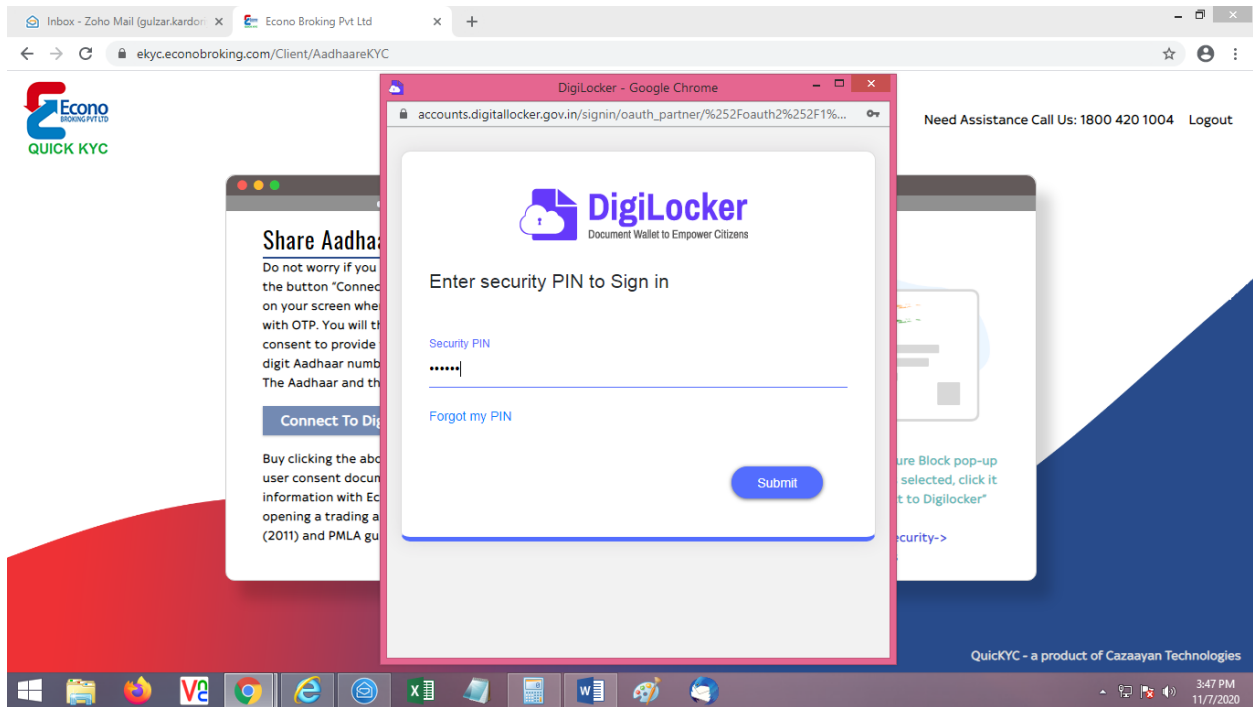 Inbox - Zoho Mail (gulzar.kardon
Econo Broking Pvt Ltd
ekyc.econobroking.com/Client/AadhaareKYC
Econo
BROKING PVT LTD
QUICK KYC
Need Assistance Call Us: 1800 420 1004 Logout
Share Aadhaa
Do not worry if you
the button "Connec
on your screen whe
with OTP. You will th
consent to provide
digit Aadhaar numb
The Aadhaar and th
Connect To Dig
Buy clicking the abo
user consent docum
information with Ec
opening a trading a
(2011) and PMLA gu
DigiLocker - Google Chrome
accounts.digitallocker.gov.in/signin/oauth_partner/%252Foauth2%252F1%...
DigiLocker
Document Wallet to Empower Citizens
Enter security PIN to Sign in
Security PIN
••••••
Forgot my PIN
Submit
ure Block pop-up
selected, click it
t to Digilocker"
ecurity->
QuicKYC - a product of Cazaayan Technologies
3:47 PM
11/7/2020